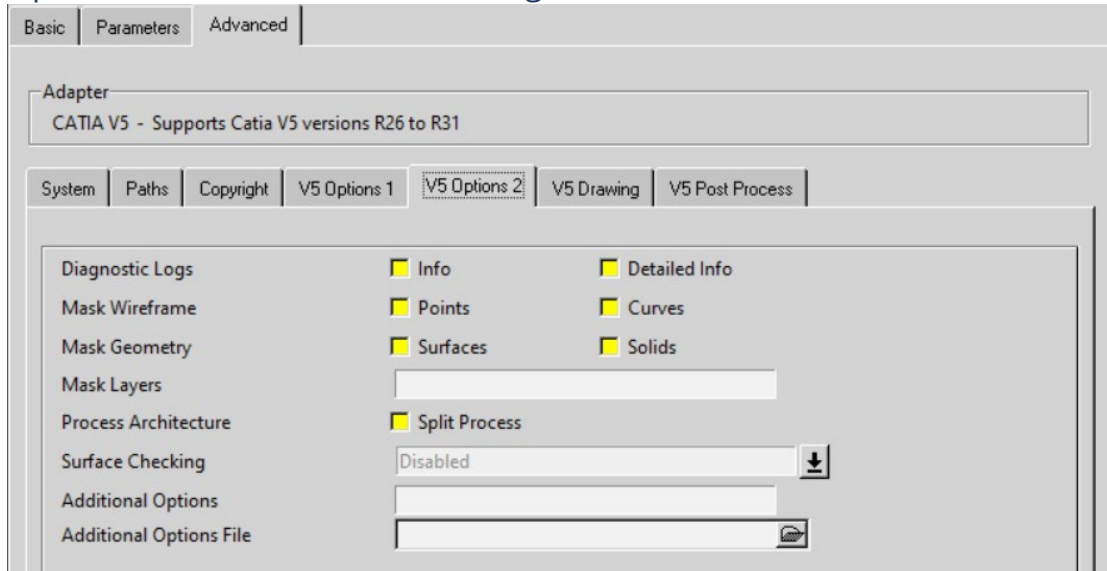 Basic Parameters Advanced
Adapter
CATIA V5 - Supports Catia V5 versions R26 to R31
System Paths Copyright V5 Options 1 V5 Options 2 V5 Drawing V5 Post Process
Diagnostic Logs Info Detailed Info
Mask Wireframe Points Curves
Mask Geometry Surfaces Solids
Mask Layers
Process Architecture Split Process
Surface Checking Disabled
Additional Options
Additional Options File